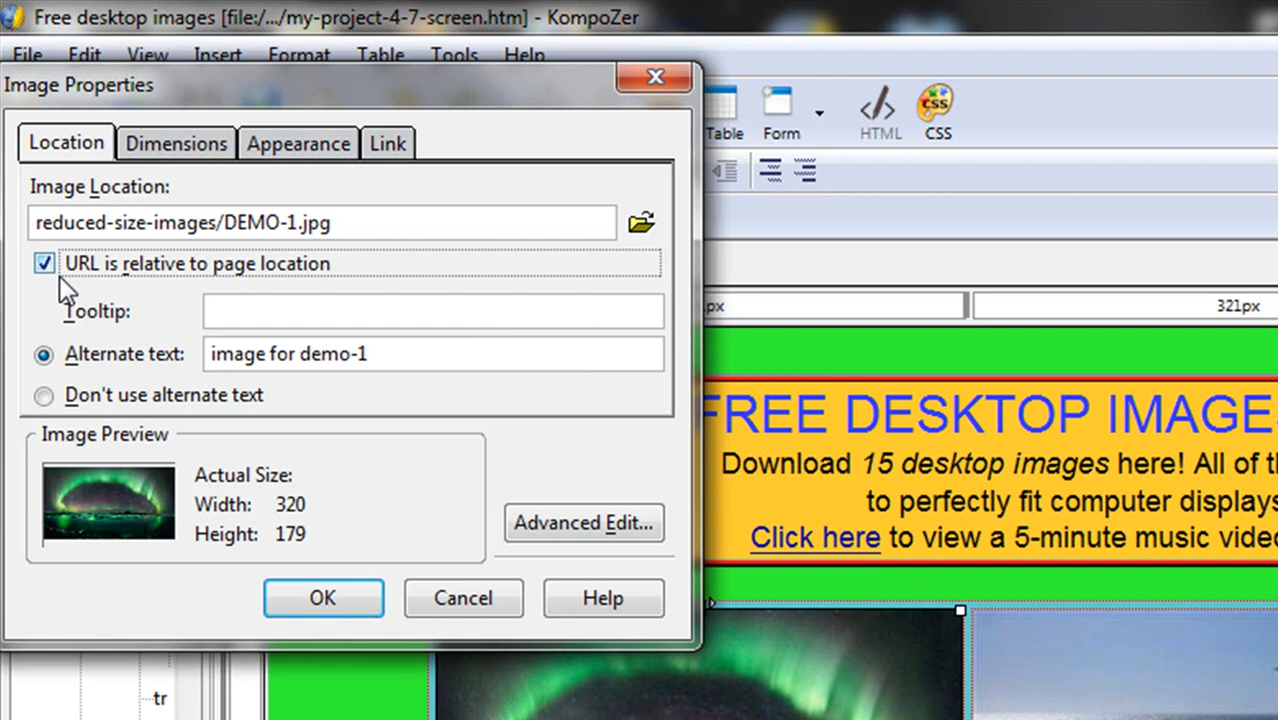 Free desktop images [file:/.../my-project-4-7-screen.htm] - KompoZer
File Edit View Insert Format Table Tools Help
Image Properties
Table Form HTML CSS
CSS
Location Dimensions Appearance Link
Image Location:
reduced-size-images/DEMO-1.jpg
URL is relative to page location
Tooltip:
px 321px
Alternate text: image for demo-1
Don't use alternate text
FREE DESKTOP IMAGES
Download 15 desktop images here! All of
to perfectly fit computer displays
Click here to view a 5-minute music video
Image Preview
Actual Size:
Width: 320
Height: 179
Advanced Edit...
OK Cancel Help
tr